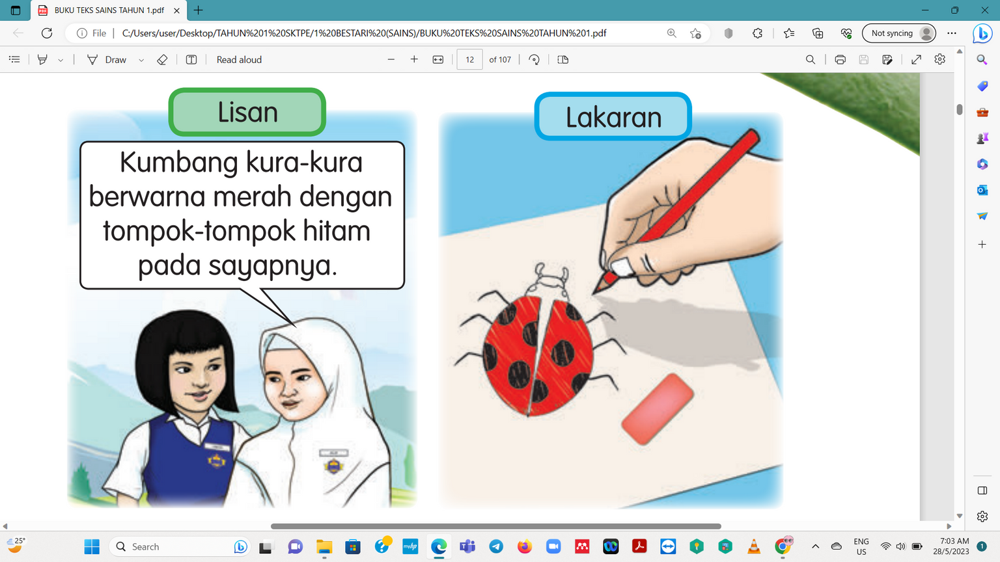 BUKU TEKS SAINS TAHUN 1.pdf
File
C:/Users/user/Desktop/TAHUN%201%20SKTPE/1%20BESTARI%20(SAINS)/BUKU%20TEKS%20SAINS%20TAHUN%201.pdf
Not syncing
Draw
Read aloud
12 of 107
Lisan
Kumbang kura-kura
berwarna merah dengan
tompok-tompok hitam
pada sayapnya.
Lakaran
25°
Search
myhp
ENG
US
7:03 AM
28/5/2023
1